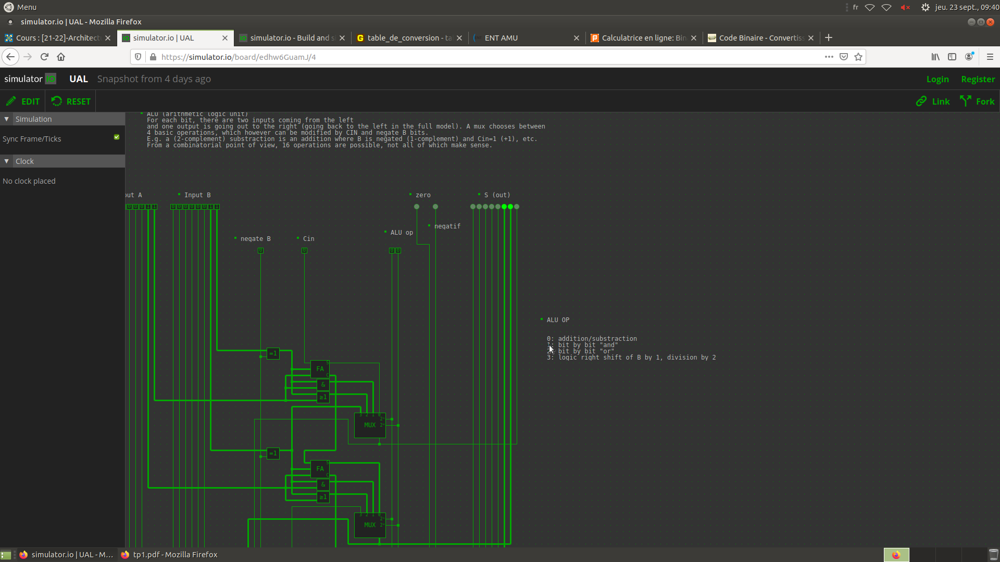 Menu
fr
jeu. 23 sept., 09:40
simulator.io | UAL - Mozilla Firefox
Cours : [21-22]-Architect
simulator.io | UAL
simulator.io - Build and s
table_de_conversion - ta
ENT AMU
Calculatrice en ligne: Bin
Code Binaire - Convertiss
https://simulator.io/board/edhw6GuamJ/4
simulator IO
UAL
Snapshot from 4 days ago
Login
Register
EDIT
RESET
Link
Fork
Simulation
Sync Frame/Ticks
Clock
No clock placed
ALU (arithmetic logic unit)
For each bit, there are two inputs coming from the left
and one output is going out to the right (going back to the left in the full model). A mux chooses between
4 basic operations, which however can be modified by CIN and negate B bits.
E.g. a (2-complement) substraction is an addition where B is negated (1-complement) and Cin=1 (+1), etc.
From a combinatorial point of view, 16 operations are possible, not all of which make sense.
out A
Input B
zero
S (out)
0 0 0 1 1
0 0 0 0 0 0 1 1
negatif
ALU op
negate B
Cin
0
0
0 0
ALU OP
0: addition/substraction
1: bit by bit "and"
bit by bit "or"
3: logic right shift of B by 1, division by 2
=1
FA
S
C
&
≥1
3 2 1 0
MUX
=1
FA
S
C
&
≥1
3 2 1 0
MUX
simulator.io | UAL - M...
tp1.pdf - Mozilla Firefox